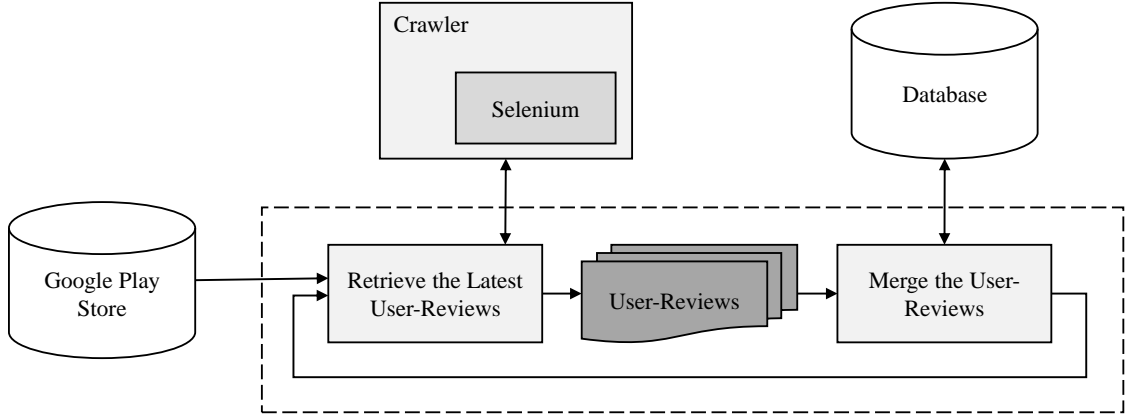 Crawler
Selenium
Database
Google Play
Store
Retrieve the Latest
User-Reviews
User-Reviews
Merge the User-
Reviews